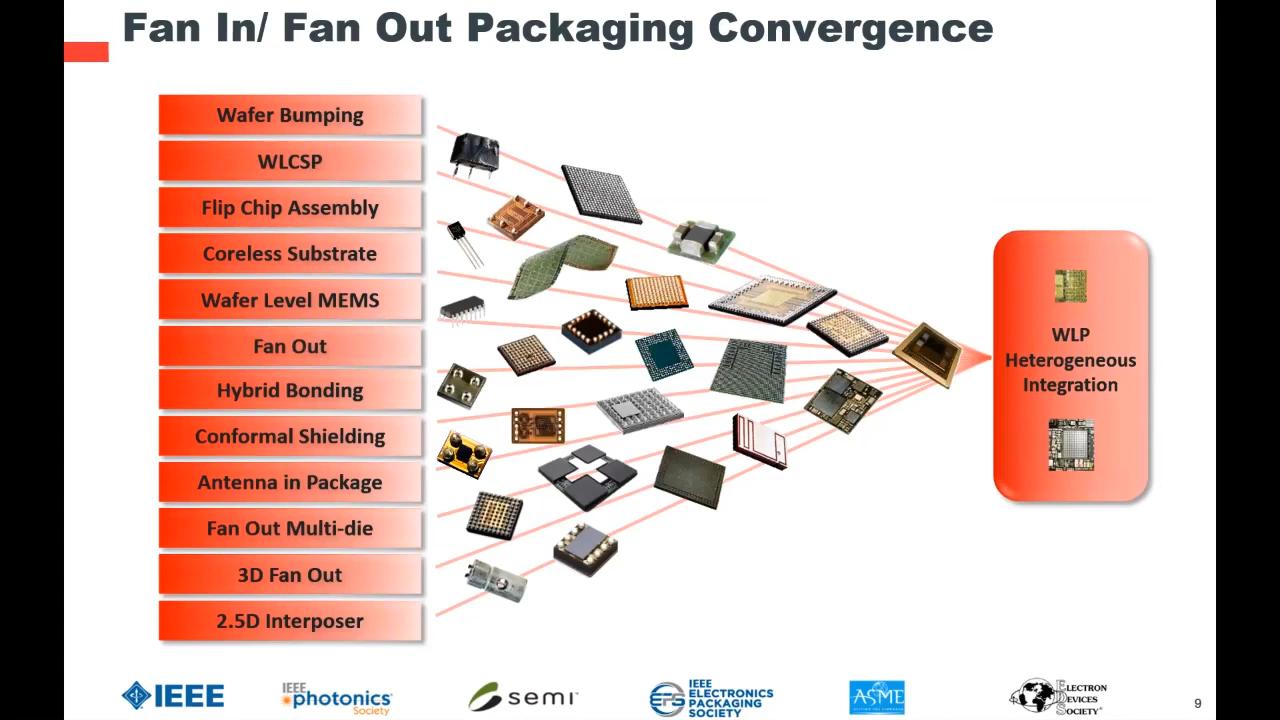 Fan In/ Fan Out Packaging Convergence
Wafer Bumping
WLCSP
Flip Chip Assembly
Coreless Substrate
Wafer Level MEMS
Fan Out
Hybrid Bonding
Conformal Shielding
Antenna in Package
Fan Out Multi-die
3D Fan Out
2.5D Interposer
WLP
Heterogeneous
Integration
IEEE
IEEE
photonics
Society
semi
EPS
IEEE
ELECTRONICS
PACKAGING
SOCIETY
ASME
ELECTRON
DEVICES
SOCIETY
9